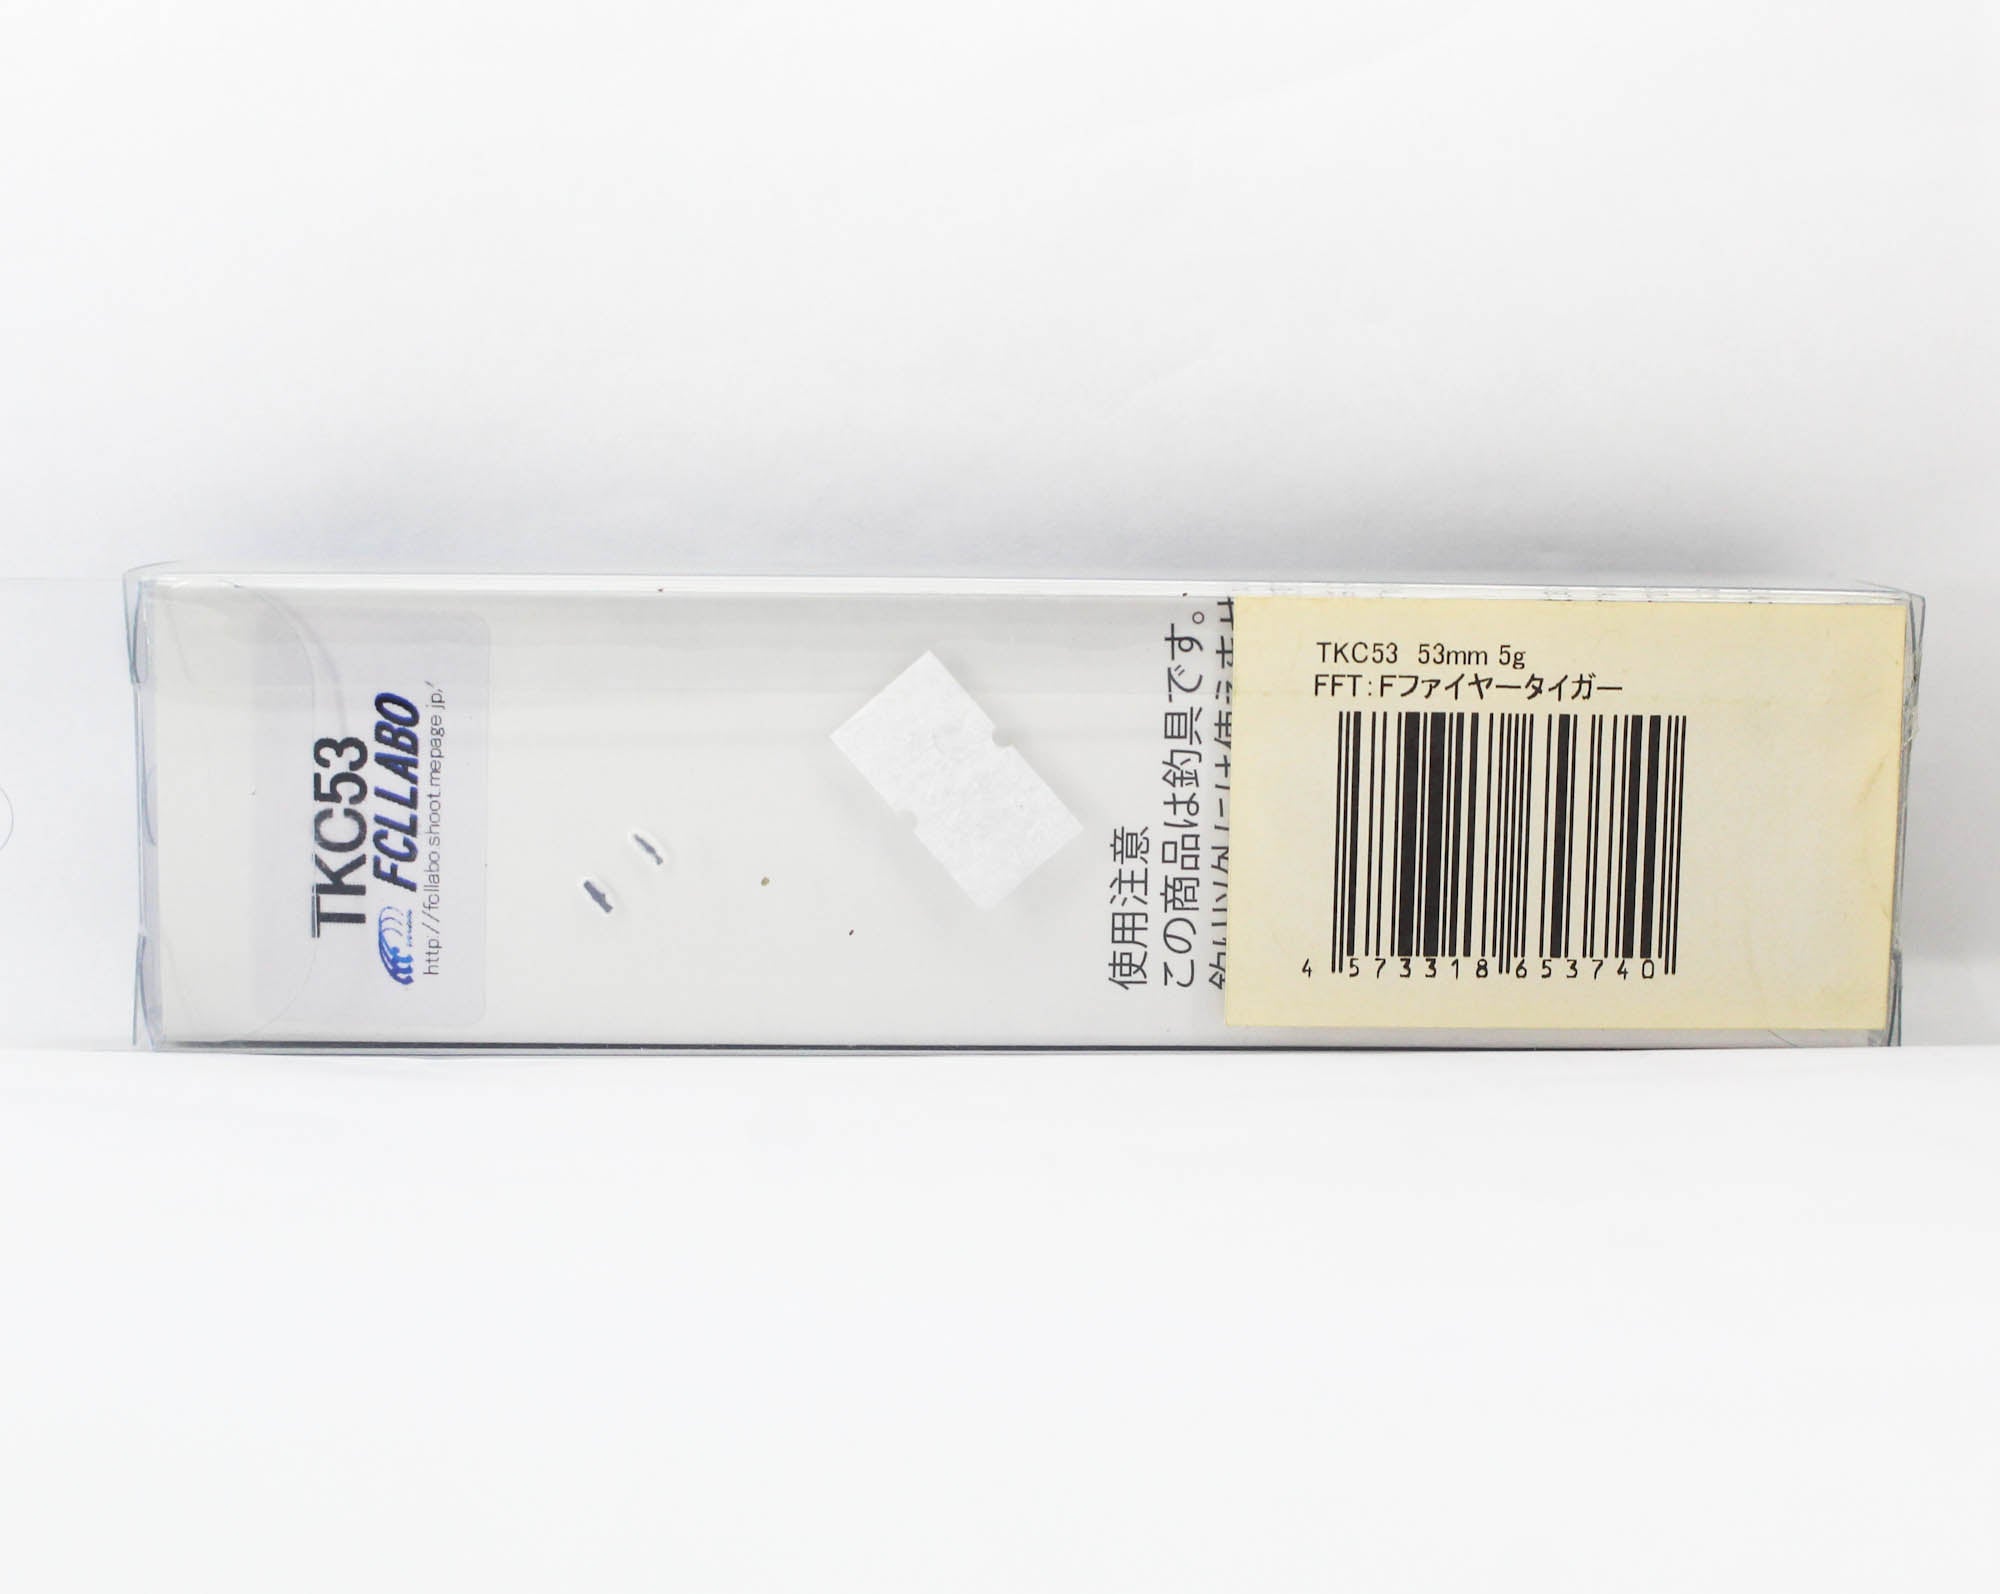 TKC53
FCLLABO
http://fcllabo.shoot.mepage.jp/
使用注意
この商品は釣具です。
TKC53 53mm 5g
FFT:Fファイヤータイガー
4 573318 653740